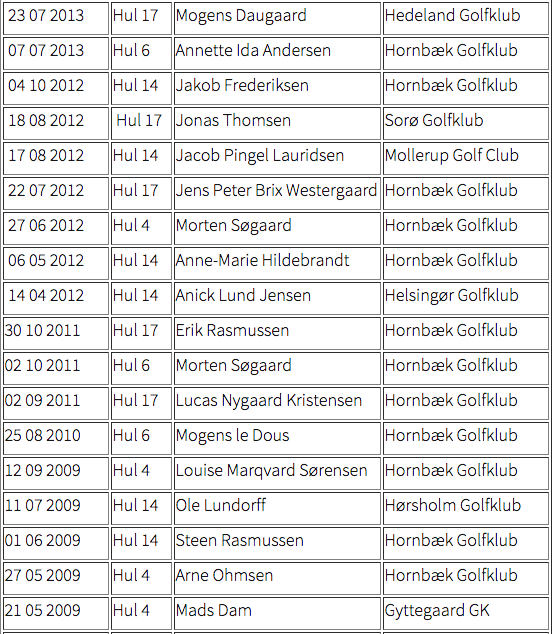 23 07 2013 Hul 17 Mogens Daugaard Hedeland Golfklub
07 07 2013 Hul 6 Annette Ida Andersen Hornbæk Golfklub
04 10 2012 Hul 14 Jakob Frederiksen Hornbæk Golfklub
18 08 2012 Hul 17 Jonas Thomsen Sorø Golfklub
17 08 2012 Hul 14 Jacob Pingel Lauridsen Mollerup Golf Club
22 07 2012 Hul 17 Jens Peter Brix Westergaard Hornbæk Golfklub
27 06 2012 Hul 4 Morten Søgaard Hornbæk Golfklub
06 05 2012 Hul 14 Anne-Marie Hildebrandt Hornbæk Golfklub
14 04 2012 Hul 14 Anick Lund Jensen Helsingør Golfklub
30 10 2011 Hul 17 Erik Rasmussen Hornbæk Golfklub
02 10 2011 Hul 6 Morten Søgaard Hornbæk Golfklub
02 09 2011 Hul 17 Lucas Nygaard Kristensen Hornbæk Golfklub
25 08 2010 Hul 6 Mogens le Dous Hornbæk Golfklub
12 09 2009 Hul 4 Louise Marqvard Sørensen Hornbæk Golfklub
11 07 2009 Hul 14 Ole Lundorff Hørsholm Golfklub
01 06 2009 Hul 14 Steen Rasmussen Hornbæk Golfklub
27 05 2009 Hul 4 Arne Ohmsen Hornbæk Golfklub
21 05 2009 Hul 4 Mads Dam Gyttegaard GK